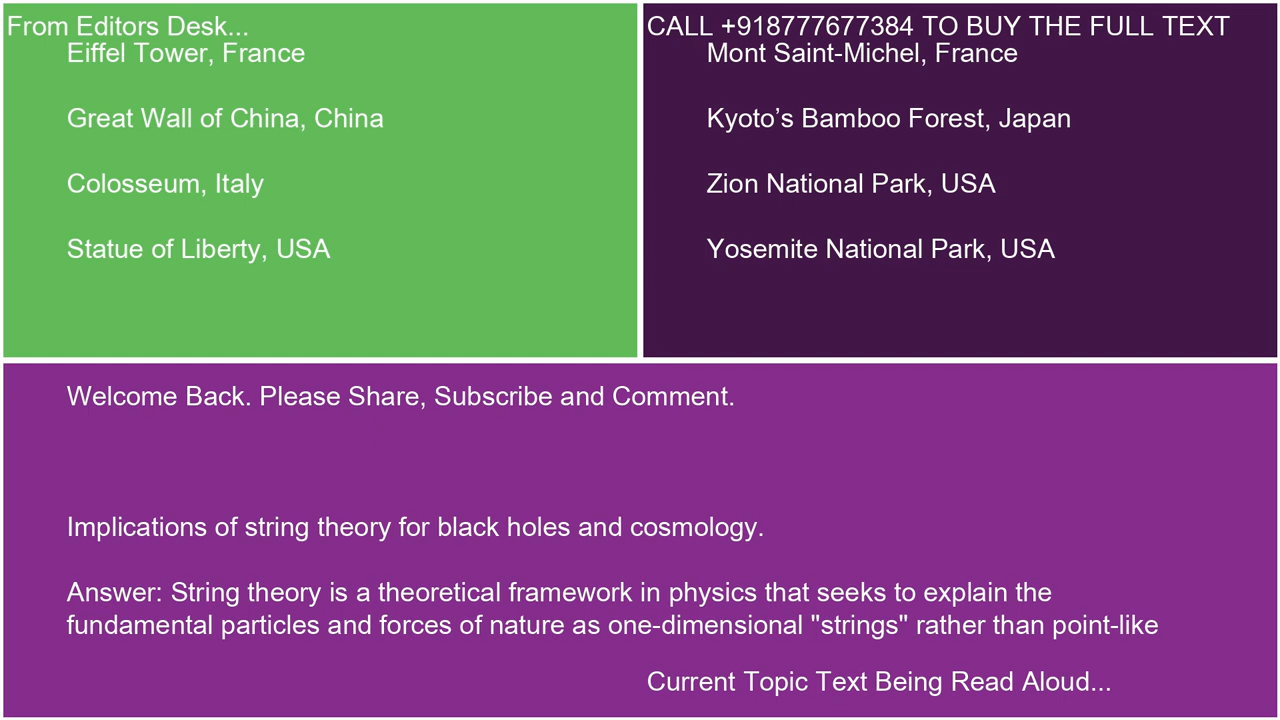 From Editors Desk...
Eiffel Tower, France
Great Wall of China, China
Colosseum, Italy
Statue of Liberty, USA
CALL +918777677384 TO BUY THE FULL TEXT
Mont Saint-Michel, France
Kyoto’s Bamboo Forest, Japan
Zion National Park, USA
Yosemite National Park, USA
Welcome Back. Please Share, Subscribe and Comment.
Implications of string theory for black holes and cosmology.
Answer: String theory is a theoretical framework in physics that seeks to explain the
fundamental particles and forces of nature as one-dimensional "strings" rather than point-like
Current Topic Text Being Read Aloud...